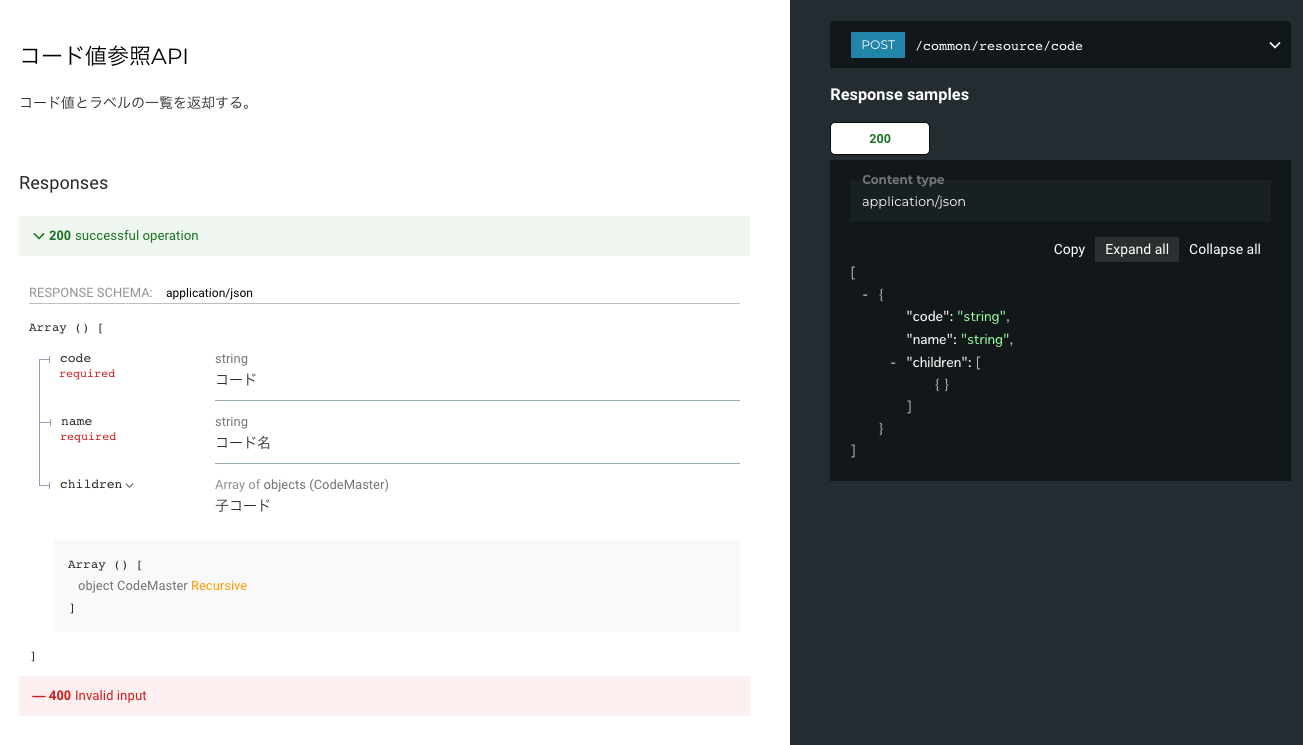 コード値参照API
コード値とラベルの一覧を返却する。
Responses
200 successful operation
RESPONSE SCHEMA: application/json
Array () [
code
required
string
コード
name
required
string
コード名
children
Array of objects (CodeMaster)
子コード
Array () [
object CodeMaster Recursive
]
]
— 400 Invalid input
POST /common/resource/code
Response samples
200
Content type
application/json
Copy Expand all Collapse all
[
- {
"code": "string",
"name": "string",
- "children": [
{ }
]
}
]